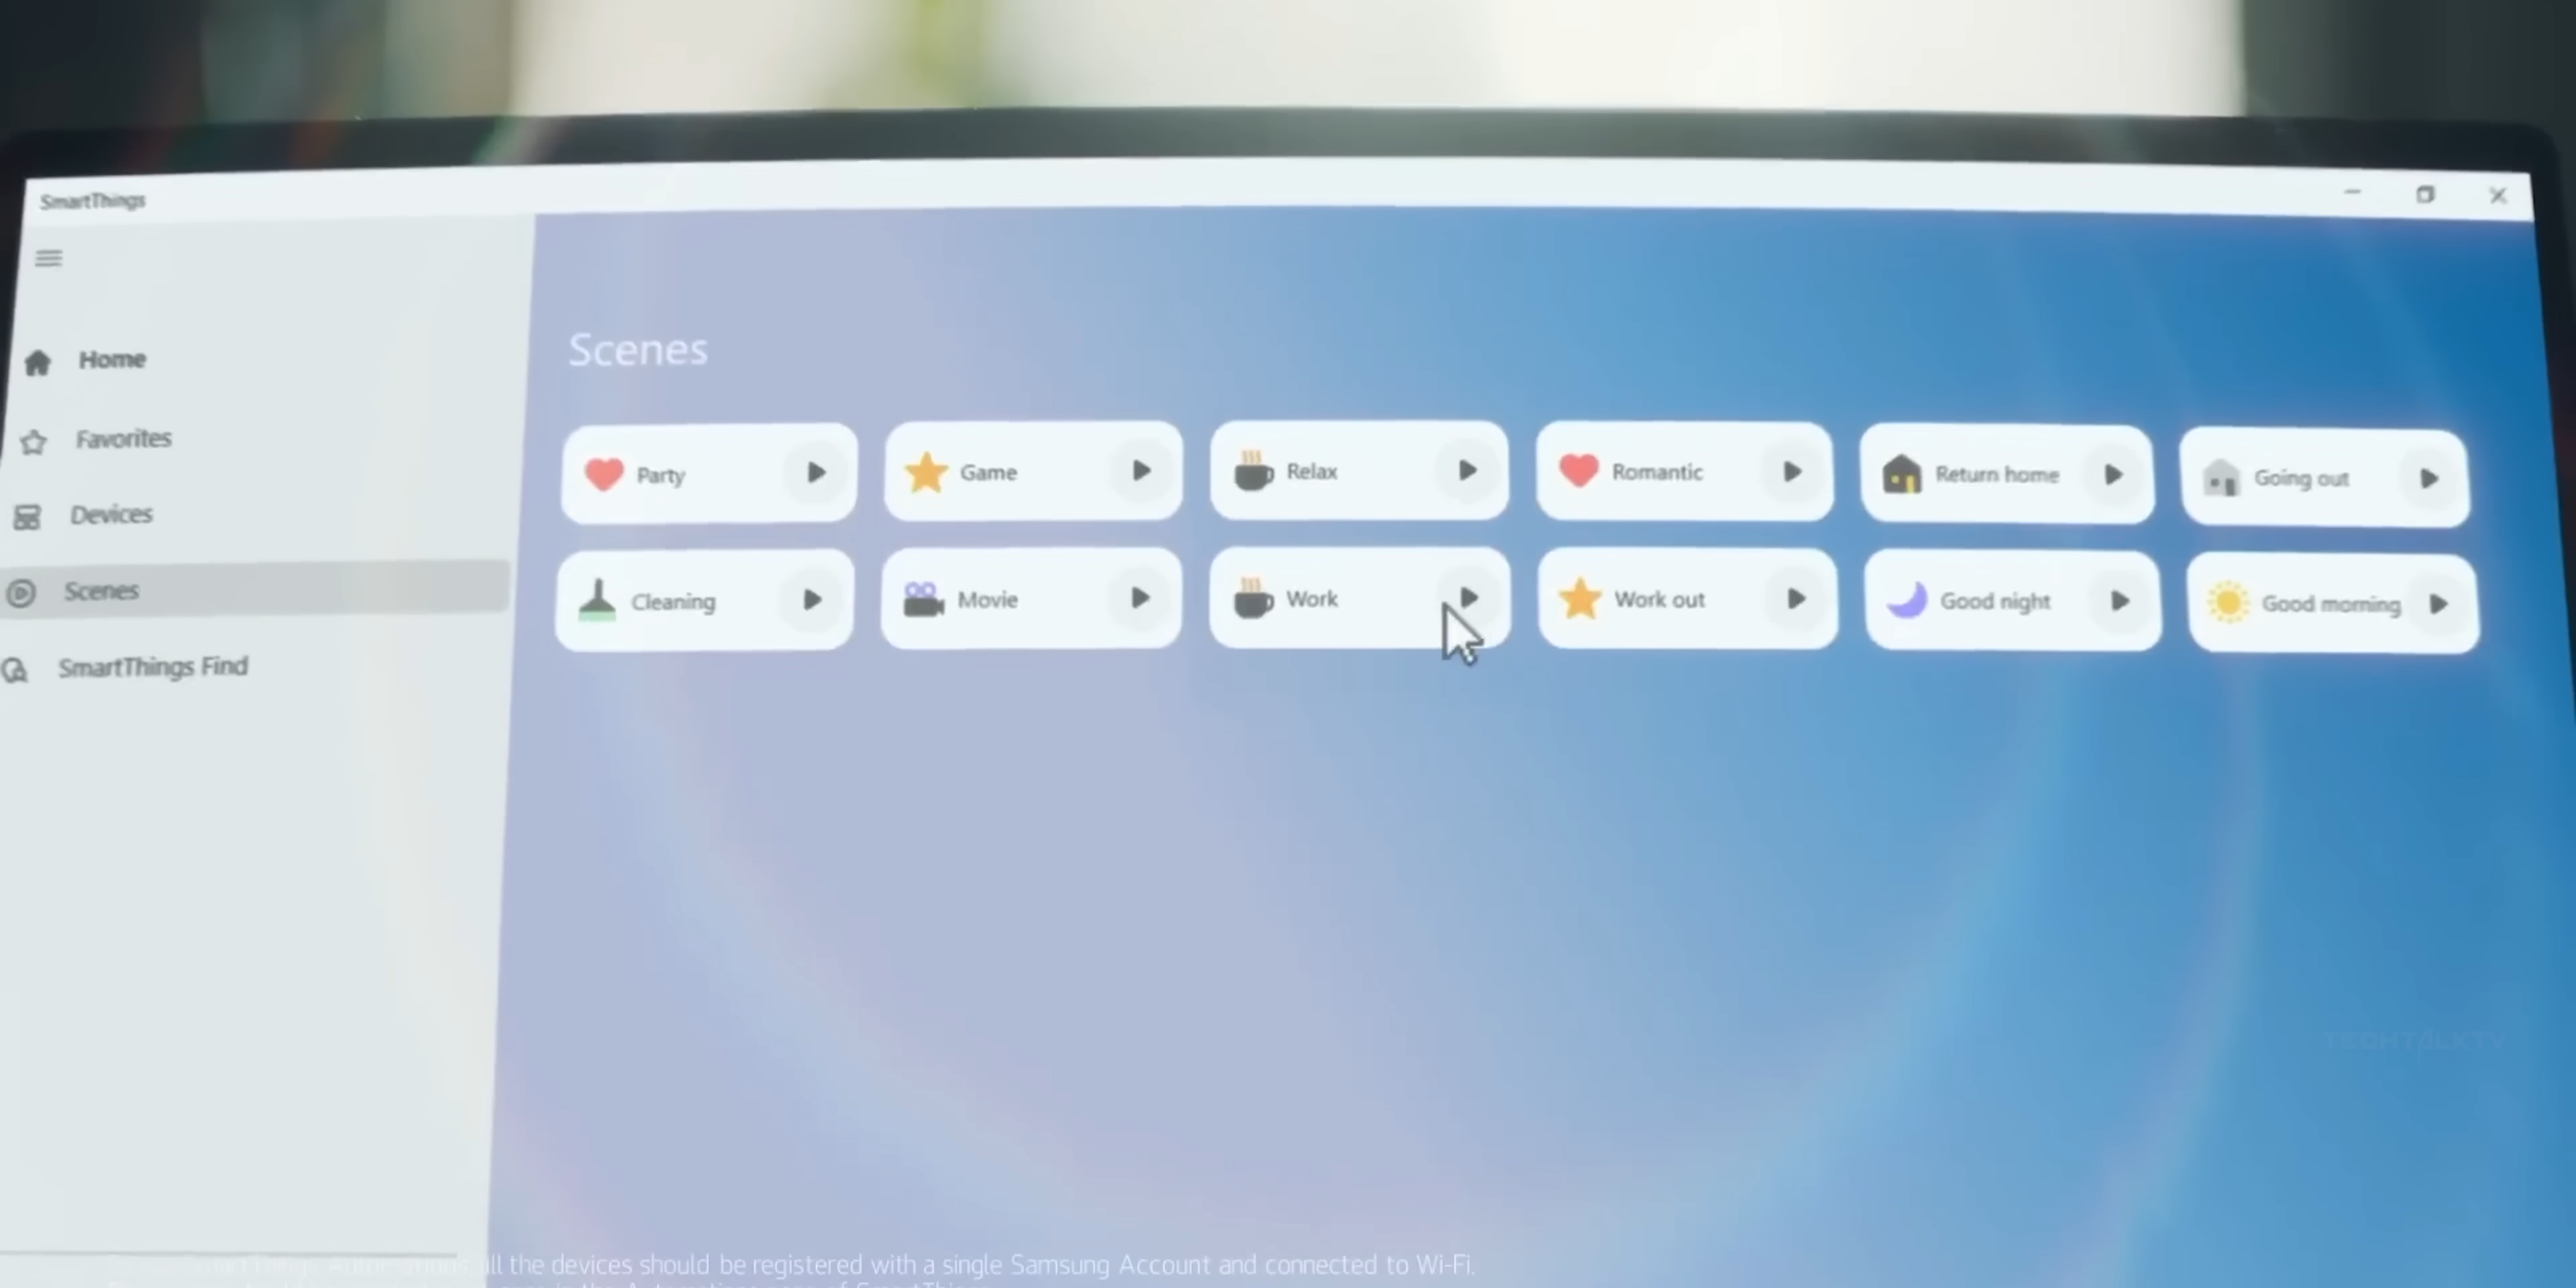 SmartThings
Home
Favorites
Devices
Scenes
SmartThings Find
Scenes
Party
Game
Relax
Romantic
Return home
Going out
Cleaning
Movie
Work
Work out
Good night
Good morning
TECHTALKTV
all the devices should be registered with a single Samsung Account and connected to Wi-Fi.